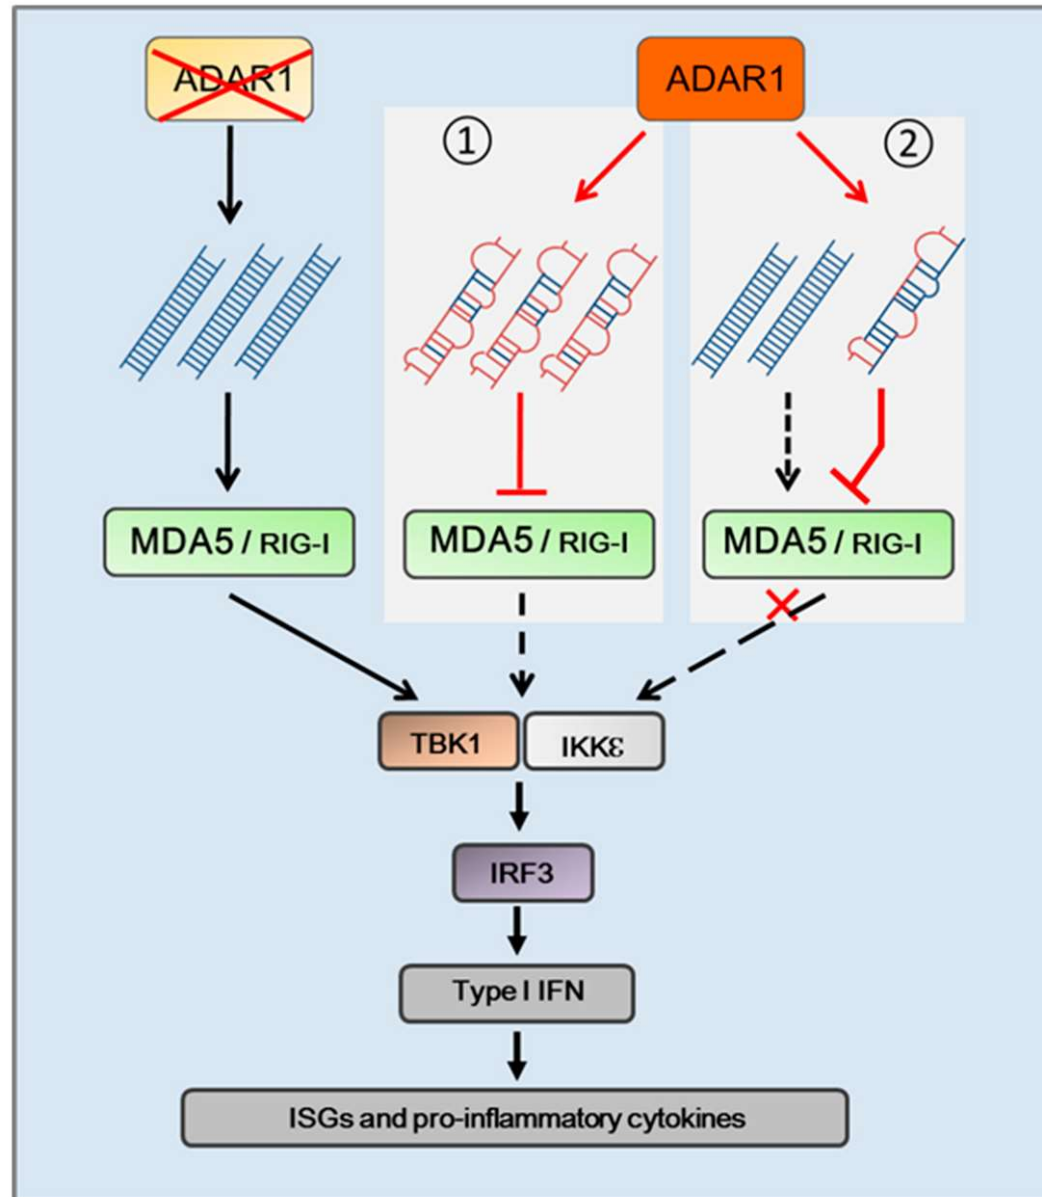 ADAR1
ADAR1
①
②
MDA5 / RIG-I
MDA5 / RIG-I
MDA5 / RIG-I
TBK1
IKKε
IRF3
Type I IFN
ISGs and pro-inflammatory cytokines